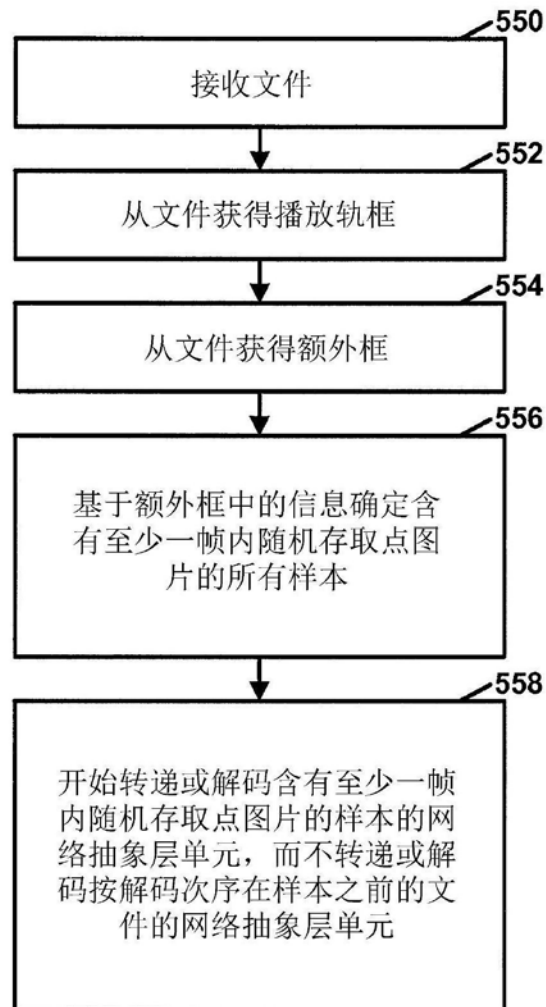 550
接收文件
552
从文件获得播放轨框
554
从文件获得额外框
556
基于额外框中的信息确定含
有至少一帧内随机存取点图
片的所有样本
558
开始转递或解码含有至少一帧
内随机存取点图片的样本的网
络抽象层单元，而不转递或解
码按解码次序在样本之前的文
件的网络抽象层单元